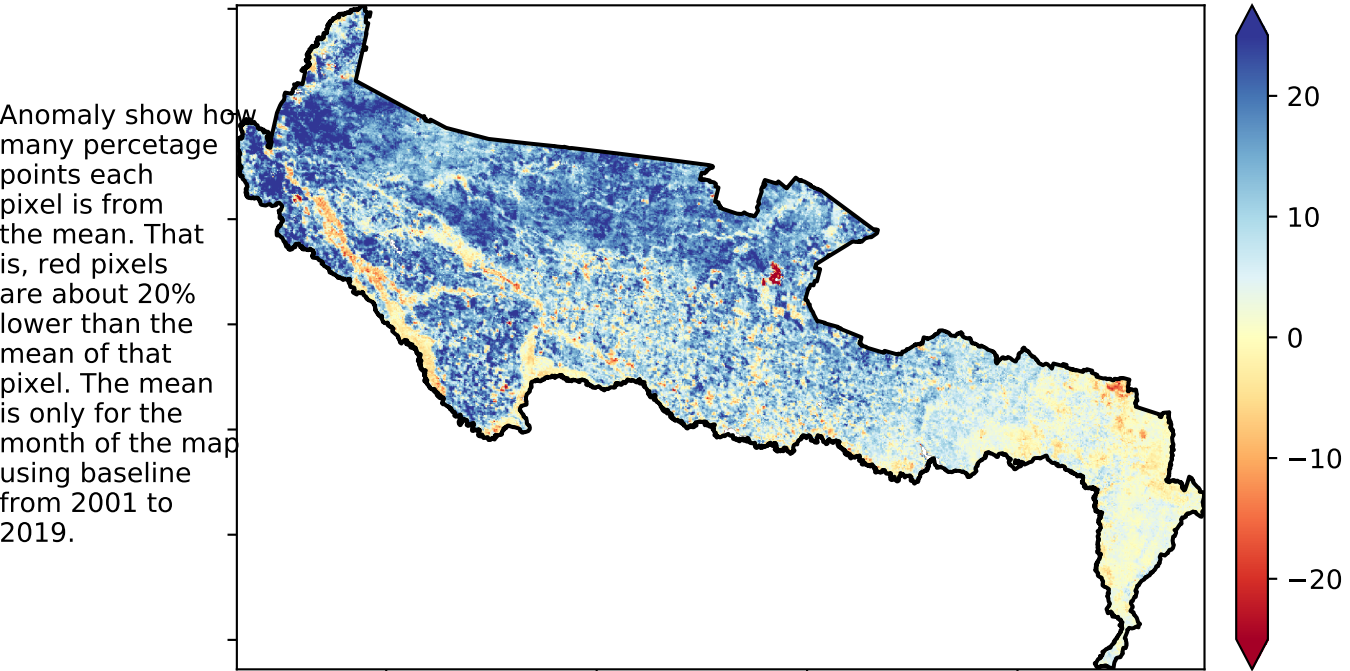 Anomaly show how
many percetage
points each
pixel is from
the mean. That
is, red pixels
are about 20%
lower than the
mean of that
pixel. The mean
is only for the
month of the map
using baseline
from 2001 to
2019.
20
10
0
−10
−20